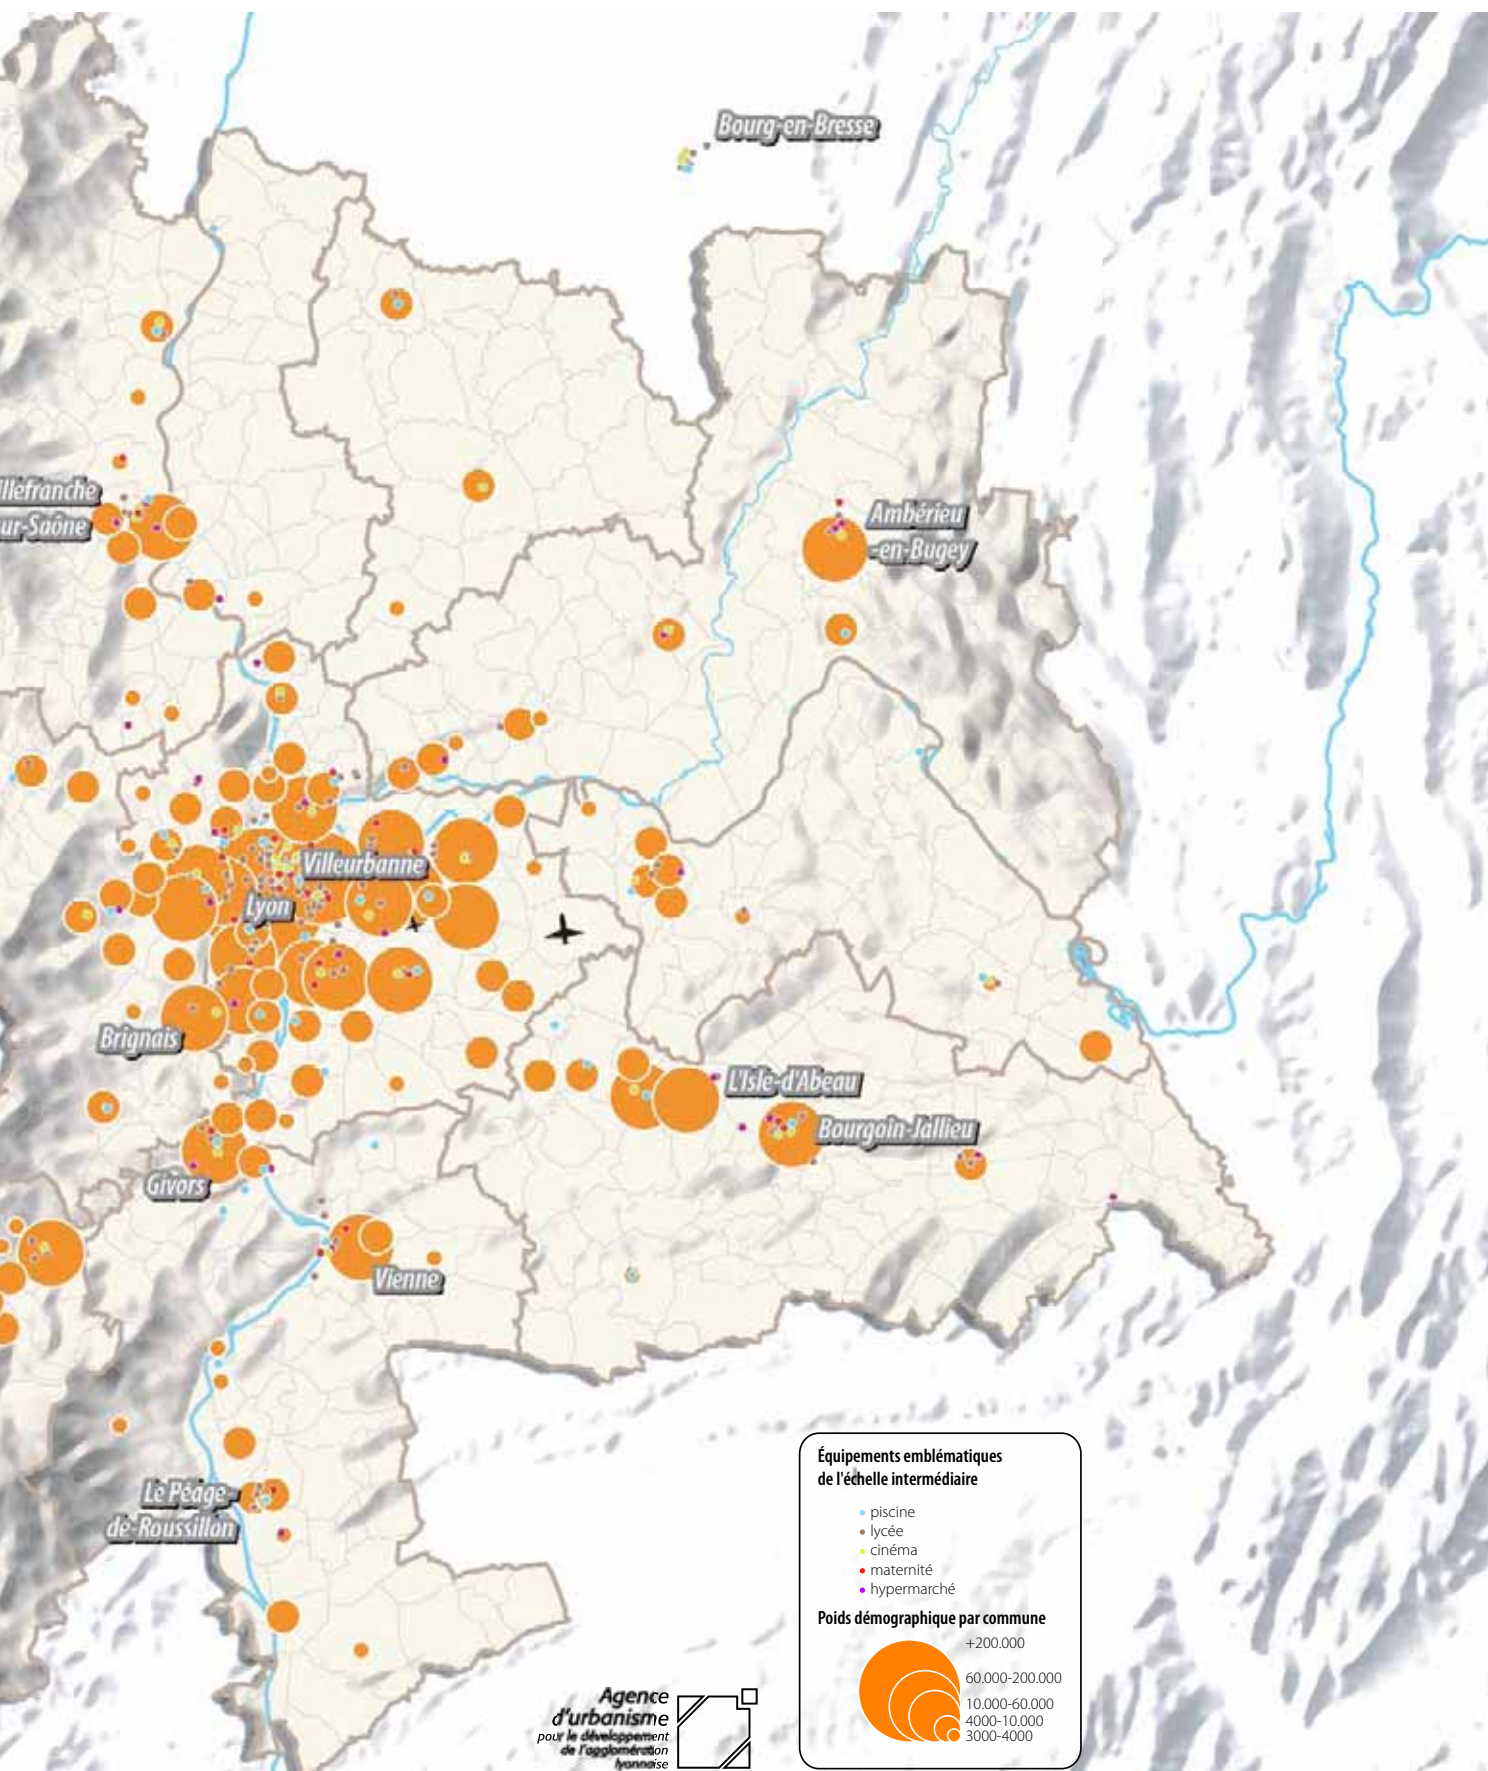 Bourg-en-Bresse
illefranche
ur-Saône
Ambérieu
-en-Bugey
Villeurbanne
Lyon
Brignais
L'Isle-d'Abeau
Bourgoin-Jallieu
Givors
Vienne
Le Péage-
de-Roussillon
Équipements emblématiques
de l'échelle intermédiaire
piscine
lycée
cinéma
maternité
hypermarché
Poids démographique par commune
+200.000
60.000-200.000
10.000-60.000
4000-10.000
3000-4000
Agence
d'urbanisme
pour le développement
de l'agglomération
lyonnaise